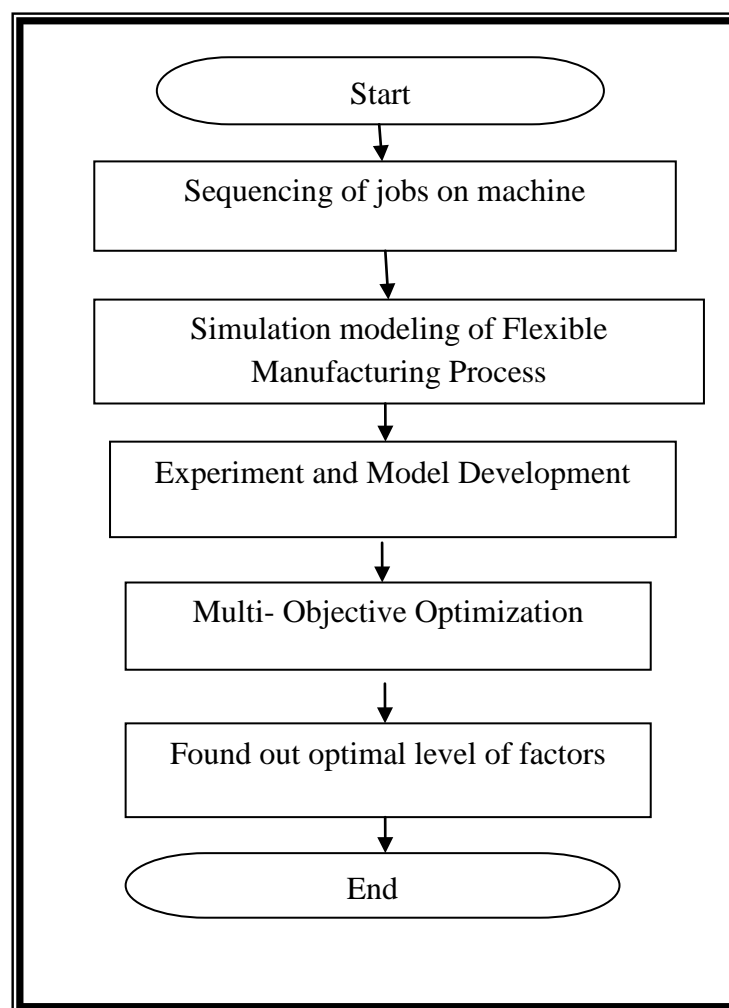 Start
Sequencing of jobs on machine
Simulation modeling of Flexible
Manufacturing Process
Experiment and Model Development
Multi- Objective Optimization
Found out optimal level of factors
End